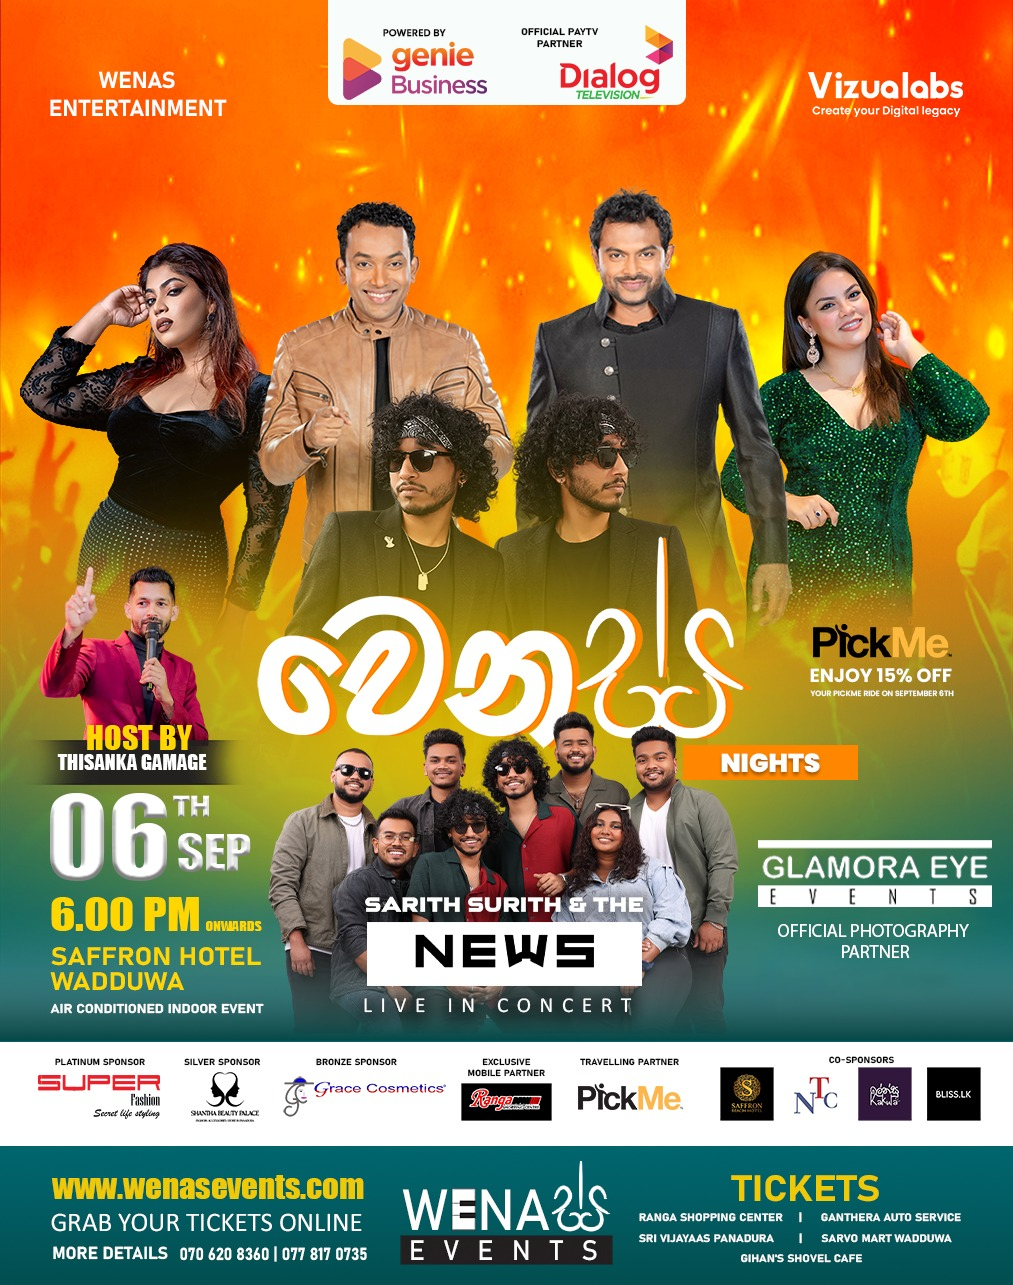 WENAS
ENTERTAINMENT
POWERED BY
genie
Business
OFFICIAL PAYTV
PARTNER
Dialog
TELEVISION
Vizualabs
Create your Digital legacy
වෙනස්
NIGHTS
PickMe
ENJOY 15% OFF
YOUR PICKME RIDE ON SEPTEMBER 6TH
HOST BY
THISANKA GAMAGE
06TH
SEP
6.00 PM ONWARDS
SAFFRON HOTEL
WADDUWA
AIR CONDITIONED INDOOR EVENT
SARITH SURITH & THE
NEWS
LIVE IN CONCERT
GLAMORA EYE
EVENTS
OFFICIAL PHOTOGRAPHY
PARTNER
PLATINUM SPONSOR
SUPER
Fashion
Secret life styling
SILVER SPONSOR
SHANTHA BEAUTY PALACE
BRONZE SPONSOR
Grace Cosmetics
EXCLUSIVE
MOBILE PARTNER
Ranga
TRAVELLING PARTNER
PickMe
CO-SPONSORS
SAFFRON
BEACH HOTEL
NTC
Kakwa
BLISS.LK
www.wenasevents.com
GRAB YOUR TICKETS ONLINE
MORE DETAILS 070 620 8360 | 077 817 0735
WENAස්
EVENTS
TICKETS
RANGA SHOPPING CENTER | GANTHERA AUTO SERVICE
SRI VIJAYAAS PANADURA | SARVO MART WADDUWA
GIHAN'S SHOVEL CAFE